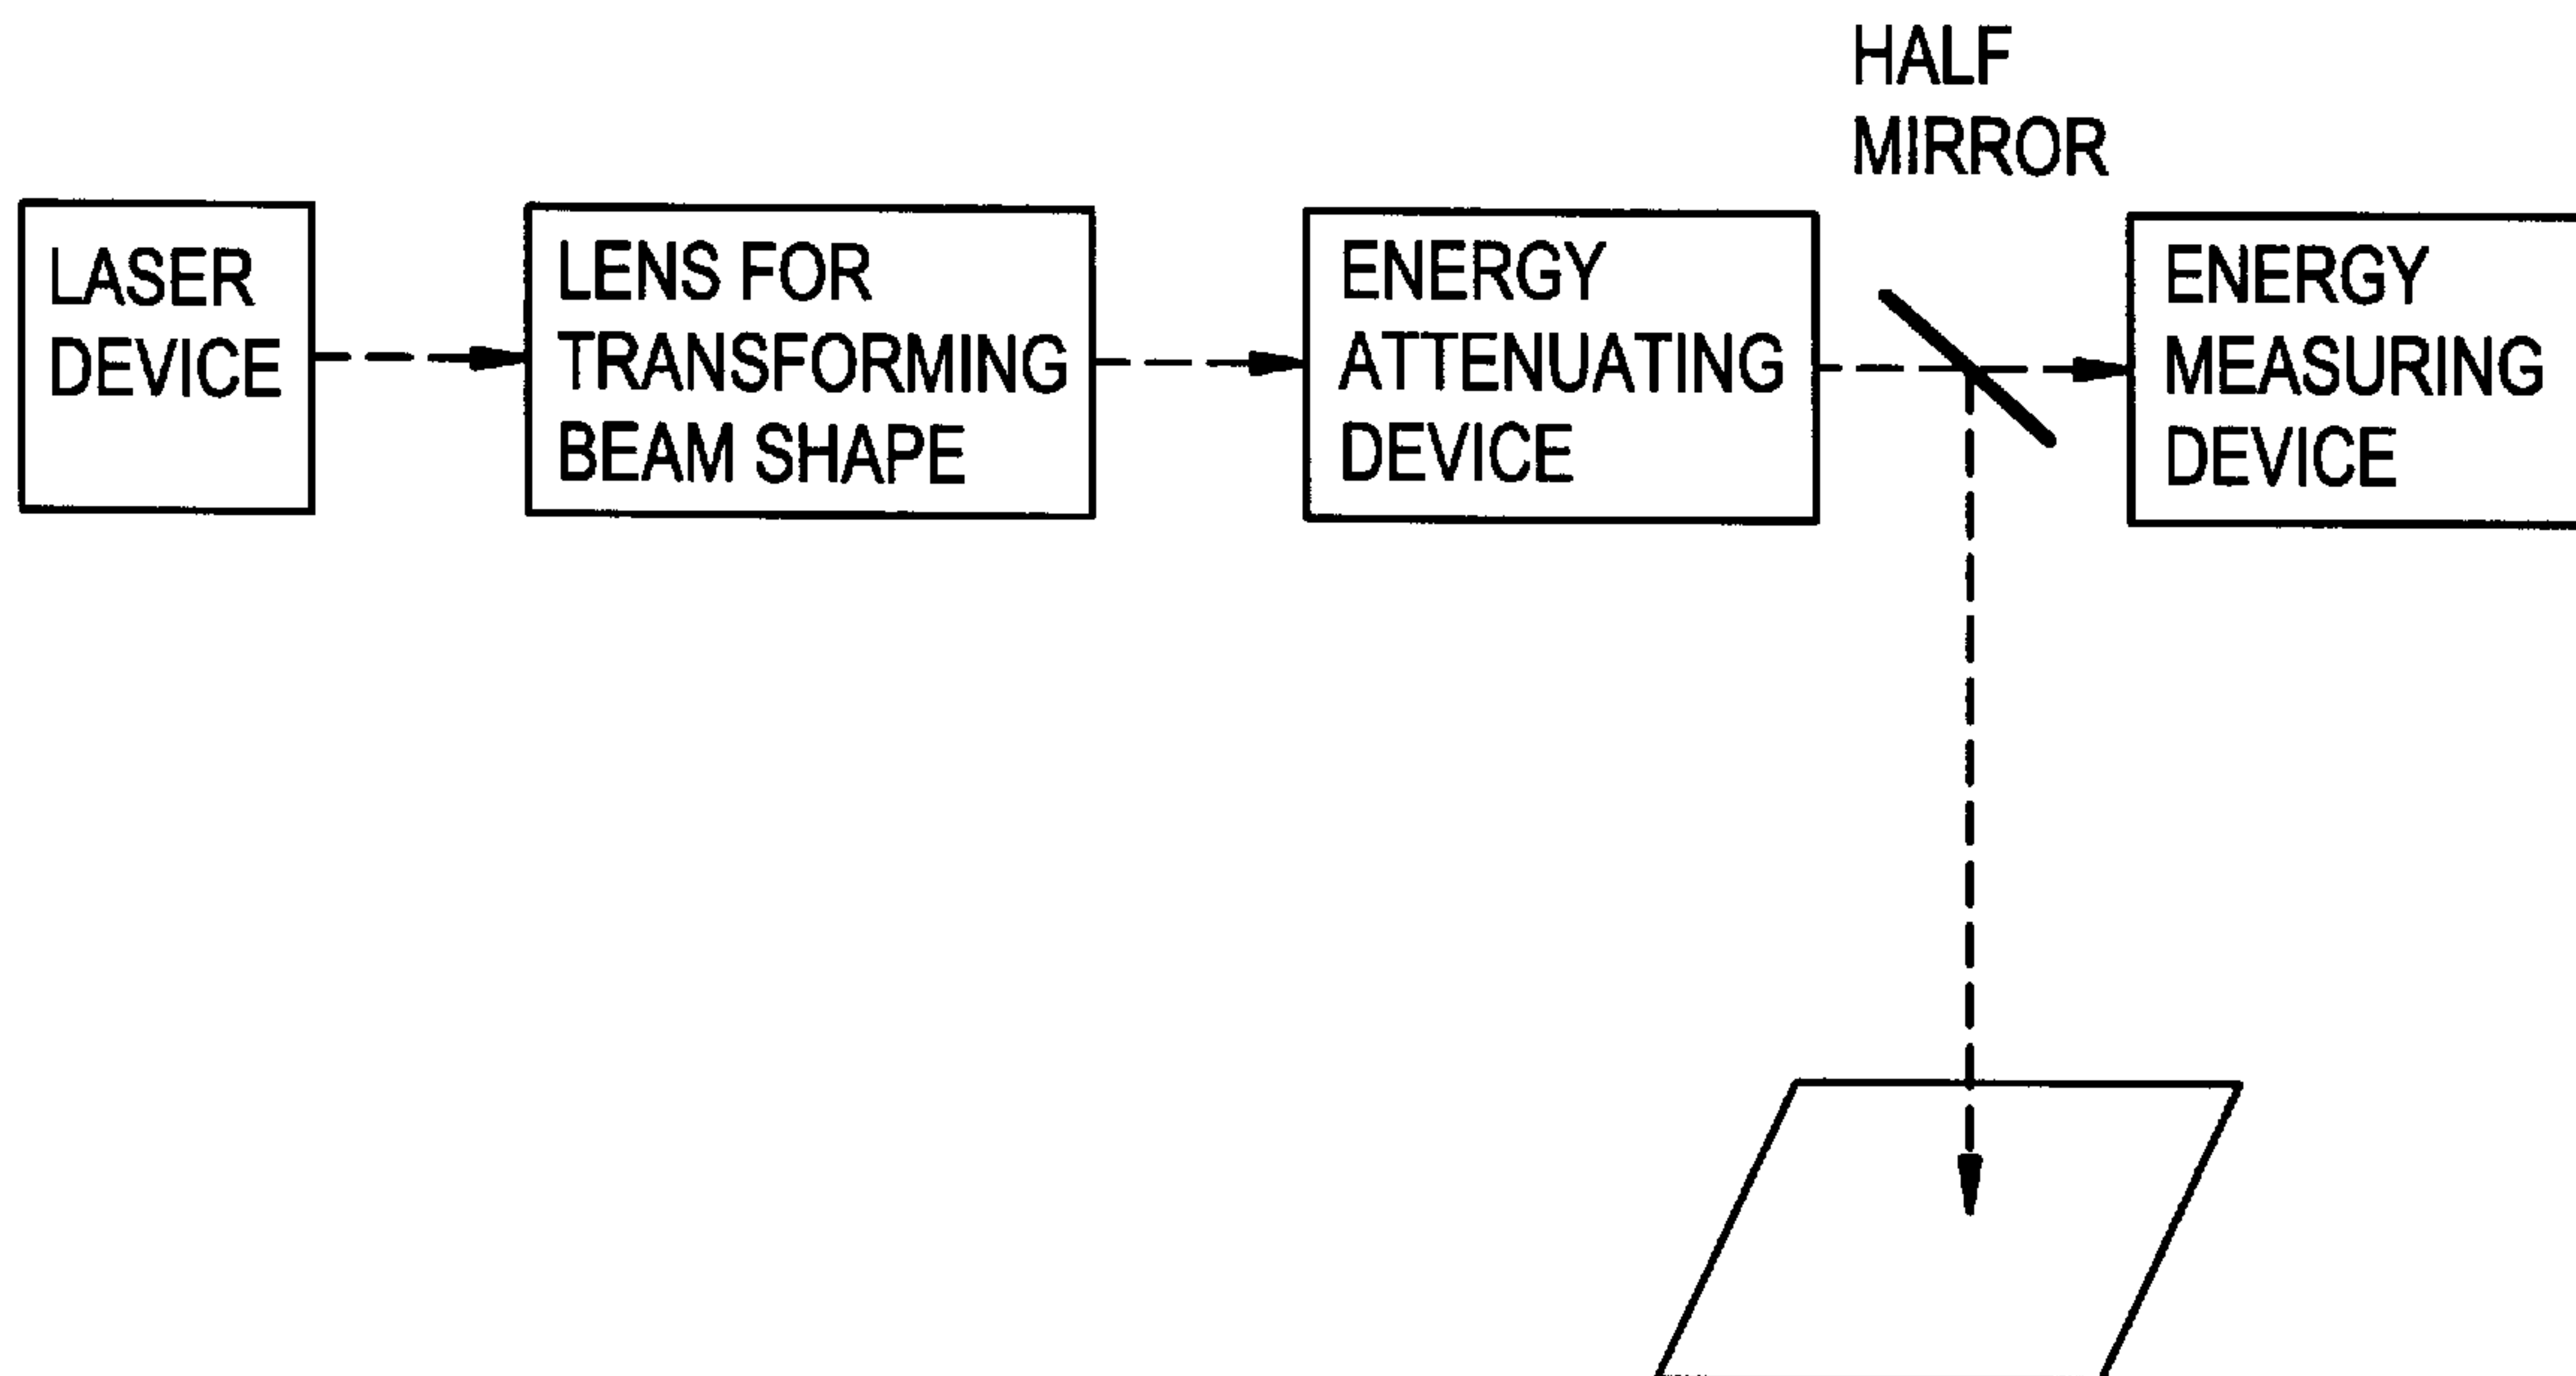 HALF
MIRROR
LASER
DEVICE
LENS FOR
TRANSFORMING
BEAM SHAPE
ENERGY
ATTENUATING
DEVICE
ENERGY
MEASURING
DEVICE